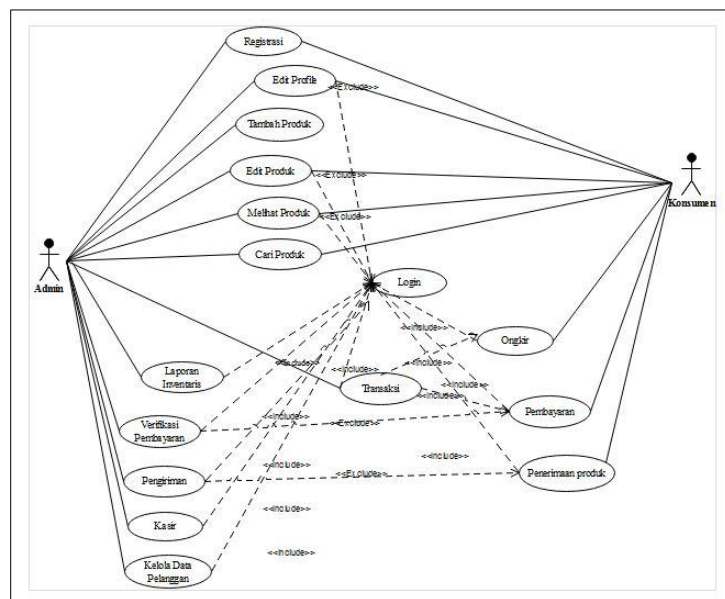 Registrasi
Edit Profile
<<Exclude>>
Tambah Produk
Edit Produk
<<Exclude>>
Melihat Produk
<<Exclude>>
Konsumen
Cari Produk
Admin
Login
<<Include>>
Ongkir
Laporan
Inventaris
<<Include>>
<<Include>>
Transaksi
<<Include>>
<<Include>>
Verifikasi
Pembayaran
<<Include>>
<<Exclude>>
Pembayaran
Pengiriman
<<Include>>
<<Exclude>>
<<Include>>
Penerimaan produk
Kasir
<<Include>>
Kelola Data
Pelanggan
<<Include>>